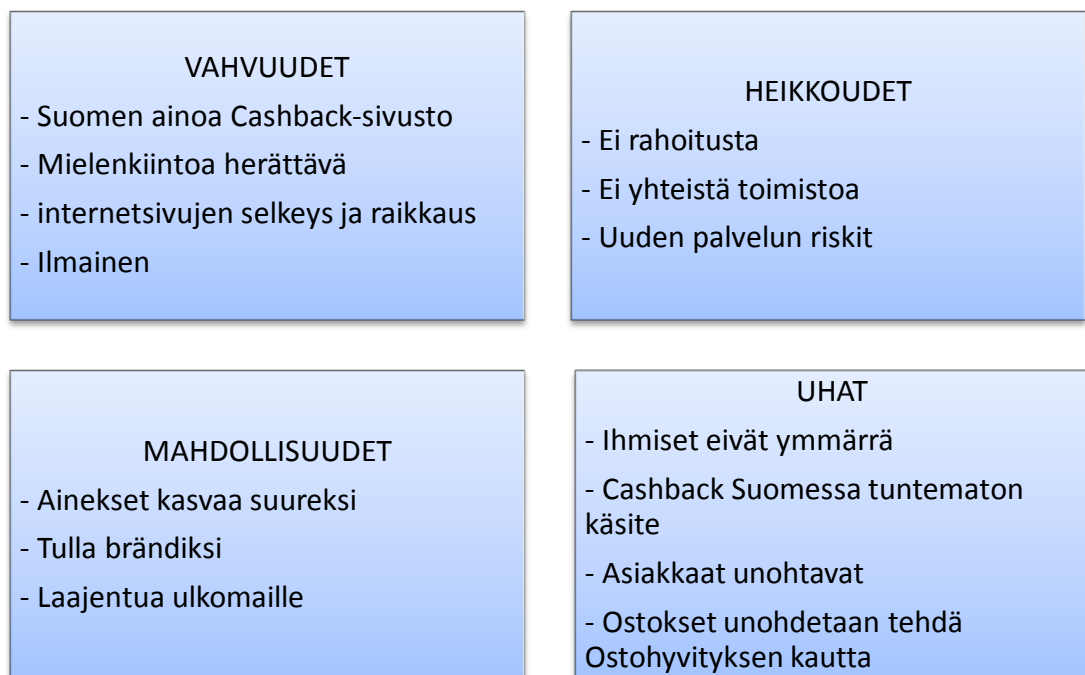 VAHVUUDET
- Suomen ainoa Cashback-sivusto
- Mielenkiintoa herättävä
- internetsivujen selkeys ja raikkaus
- Ilmainen
HEIKKOUDET
- Ei rahoitusta
- Ei yhteistä toimistoa
- Uuden palvelun riskit
MAHDOLLISUUDET
- Ainekset kasvaa suureksi
- Tulla brändiksi
- Laajentua ulkomaille
UHAT
- Ihmiset eivät ymmärrä
- Cashback Suomessa tuntematon
käsite
- Asiakkaat unohtavat
- Ostokset unohdetaan tehdä
Ostohyvityksen kautta